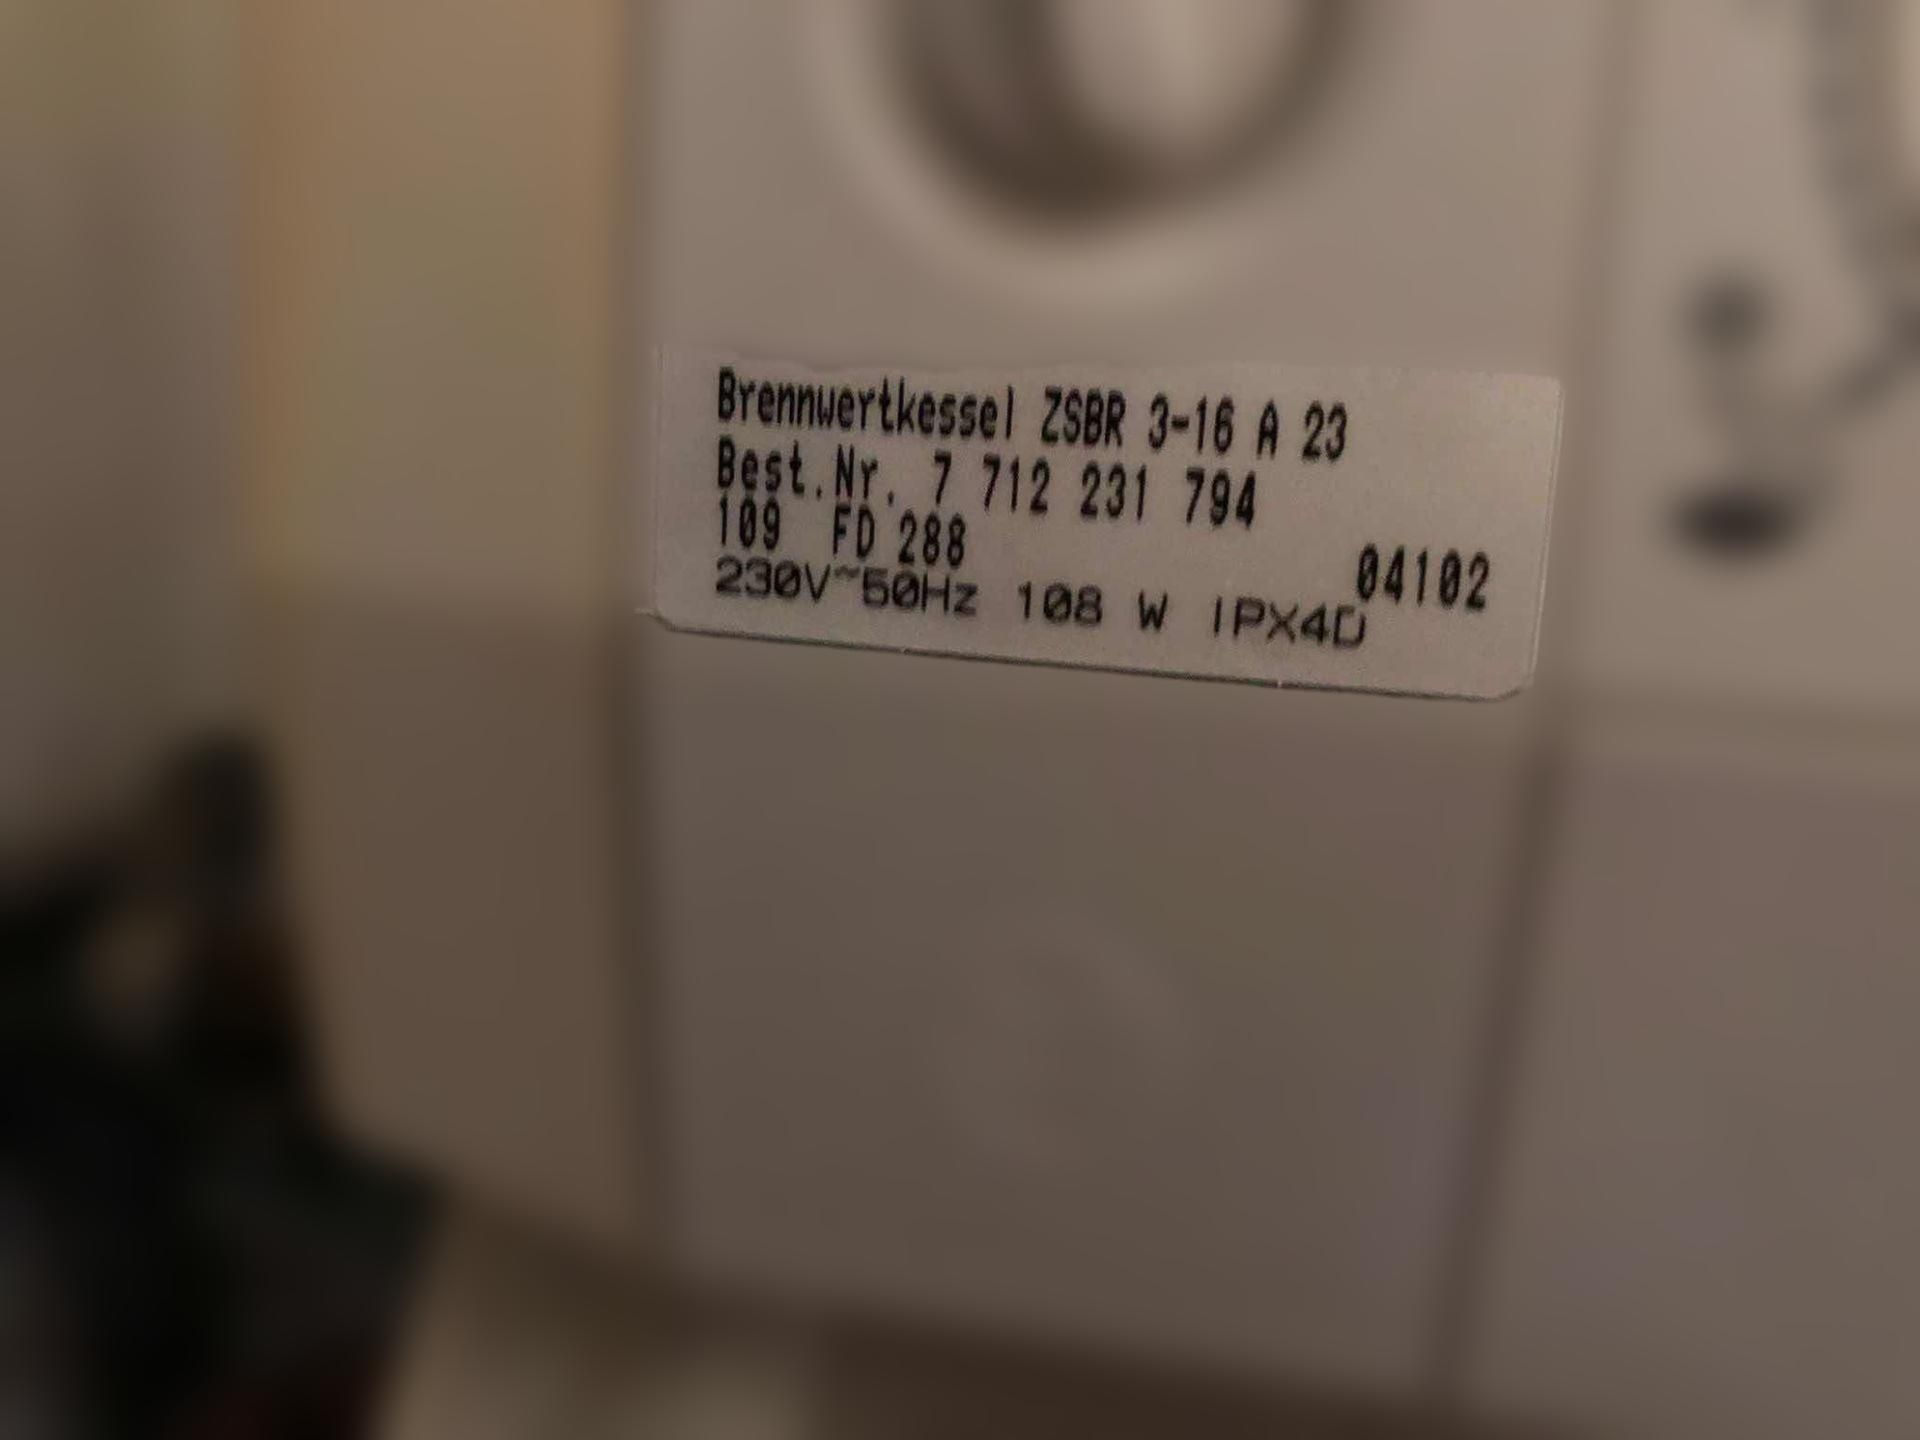 Brennwertkessel ZSBR 3-16 A 23
Best.Nr. 7 712 231 794
109 FD 288 04102
230V~50Hz 108 W IPX4D